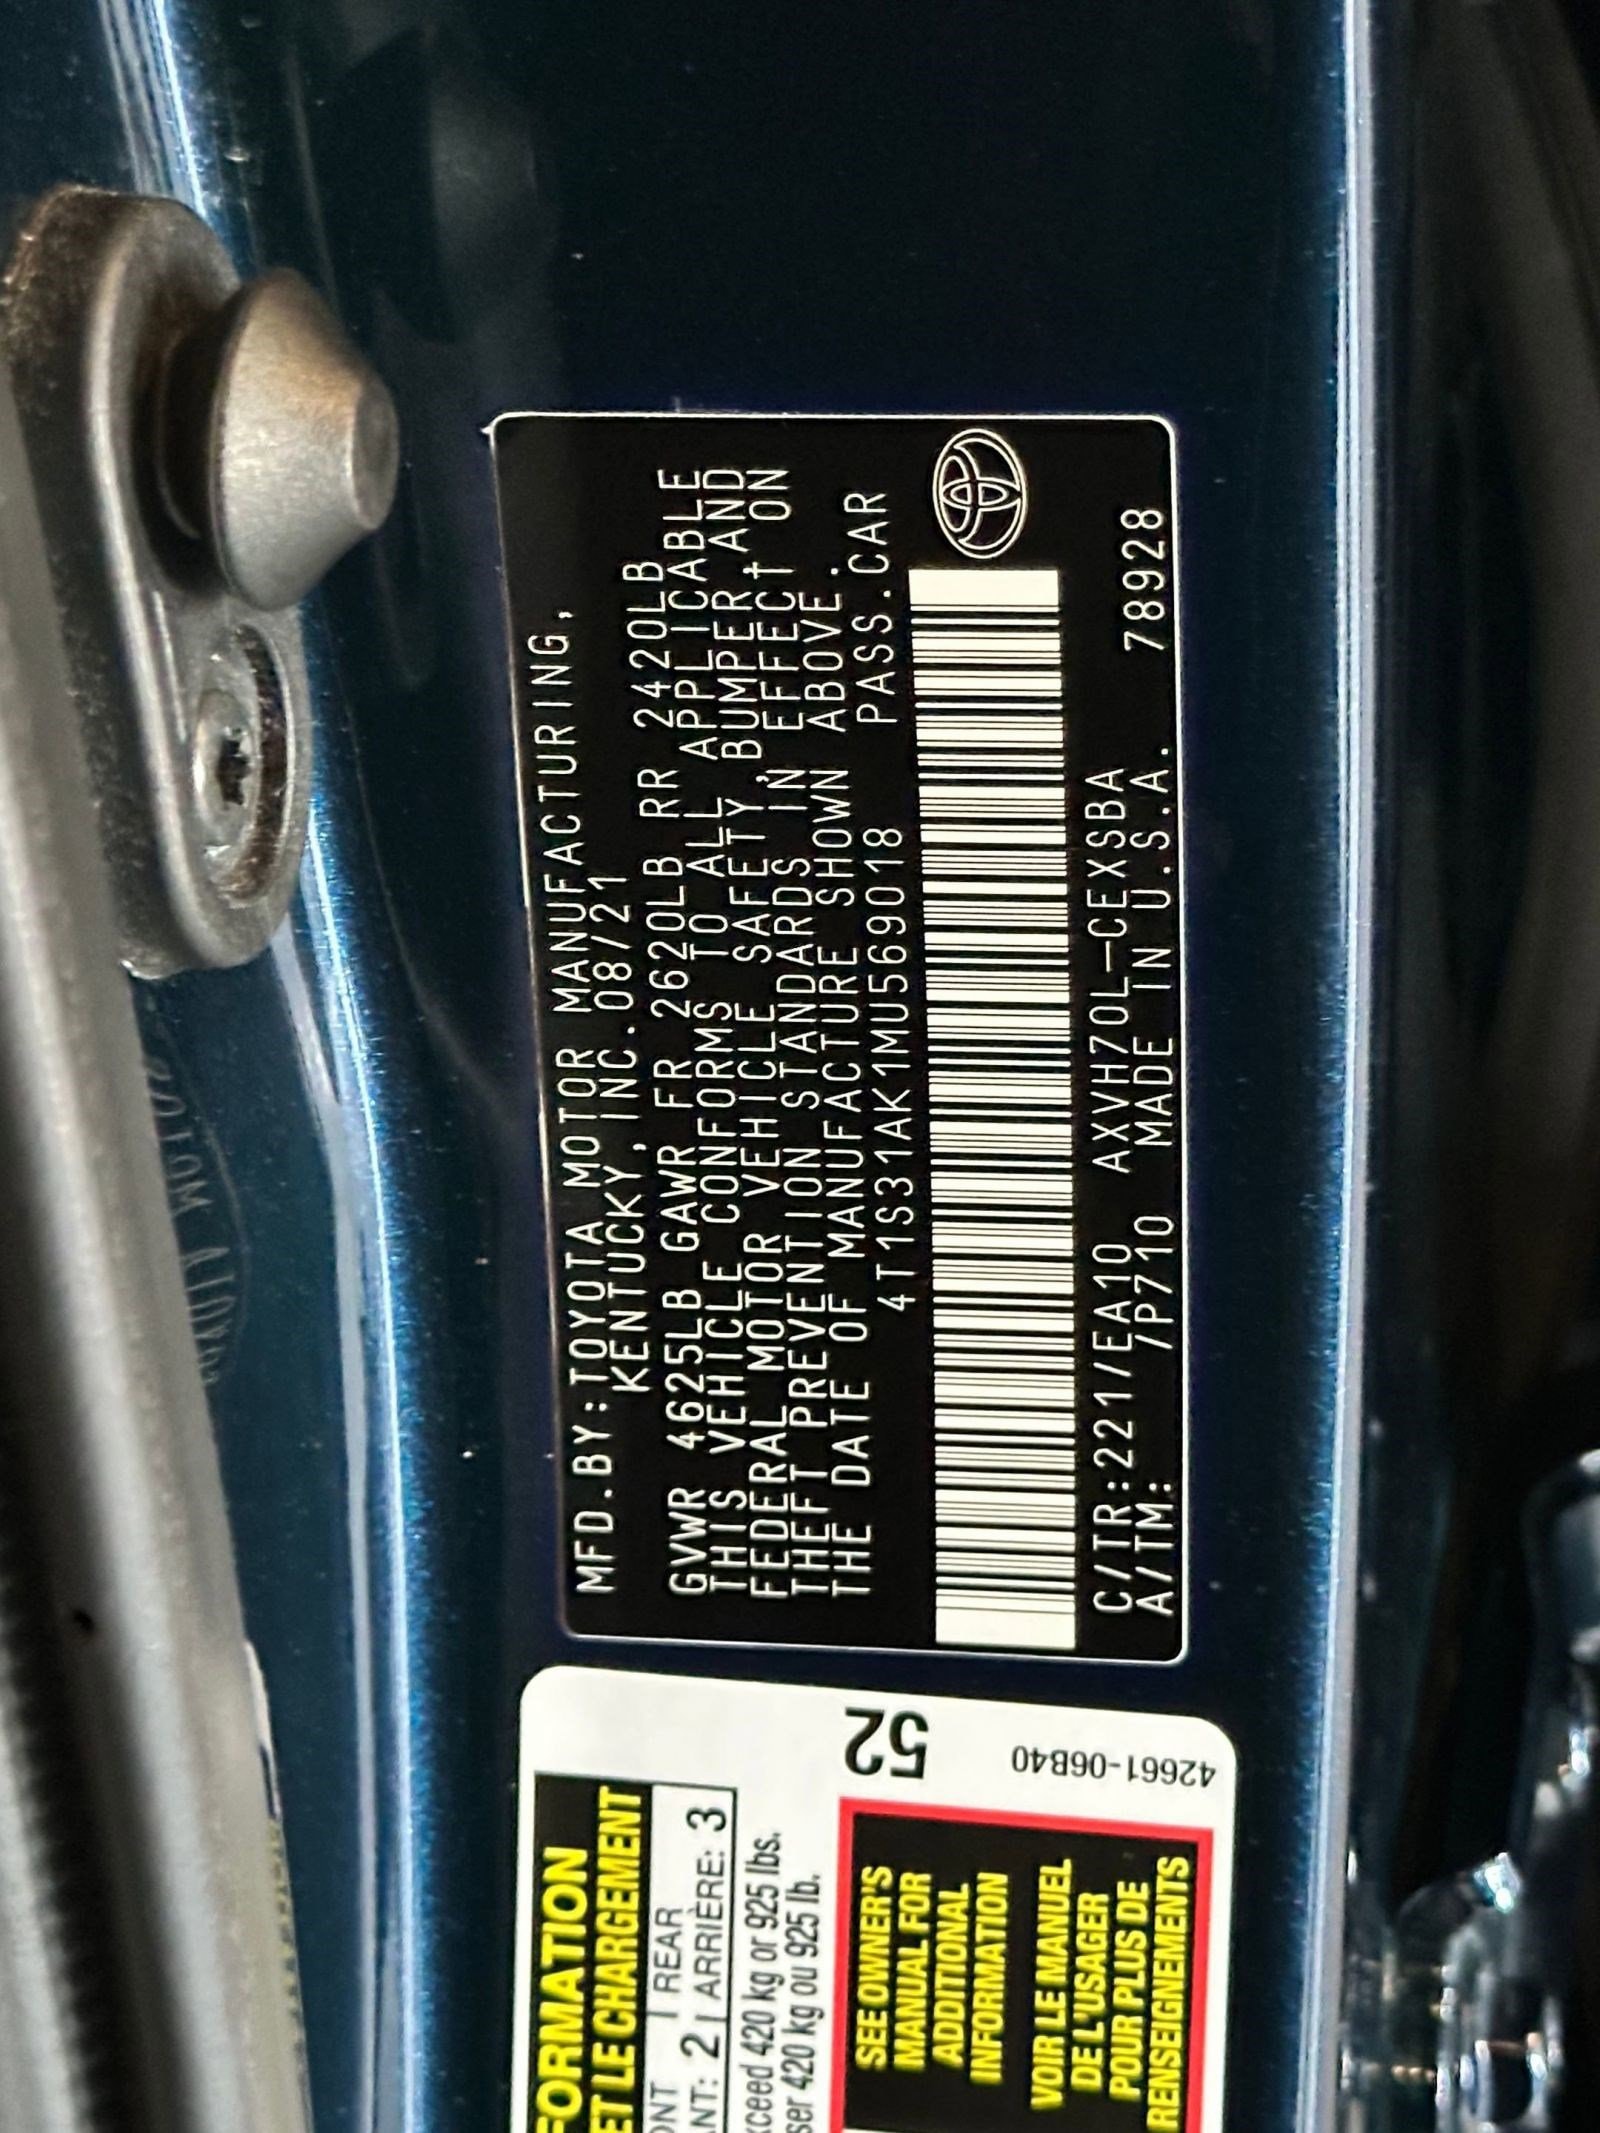 MFD.BY:TOYOTA MOTOR MANUFACTURING,
KENTUCKY,INC.08/21
GVWR 4625LB GAWR FR 2620LB RR 2420LB
THIS VEHICLE CONFORMS TO ALL APPLICABLE
FEDERAL MOTOR VEHICLE SAFETY,BUMPER,AND
THEFT PREVENTION STANDARDS IN EFFECT ON
THE DATE OF MANUFACTURE SHOWN ABOVE.
4T1S31AK1MU569018 PASS.CAR
C/TR:221/EA10 AXVH70L-CEXSBA 78928
A/TM: /P710 MADE IN U.S.A.
FORMATION
ET LE CHARGEMENT
ONT REAR
ANT: 2 ARRIÈRE: 3
xceed 420 kg or 925 lbs.
ser 420 kg ou 925 lb.
52
SEE OWNER'S
MANUAL FOR
ADDITIONAL
INFORMATION
VOIR LE MANUEL
DE L'USAGER
POUR PLUS DE
RENSEIGNEMENTS
42661-06B40